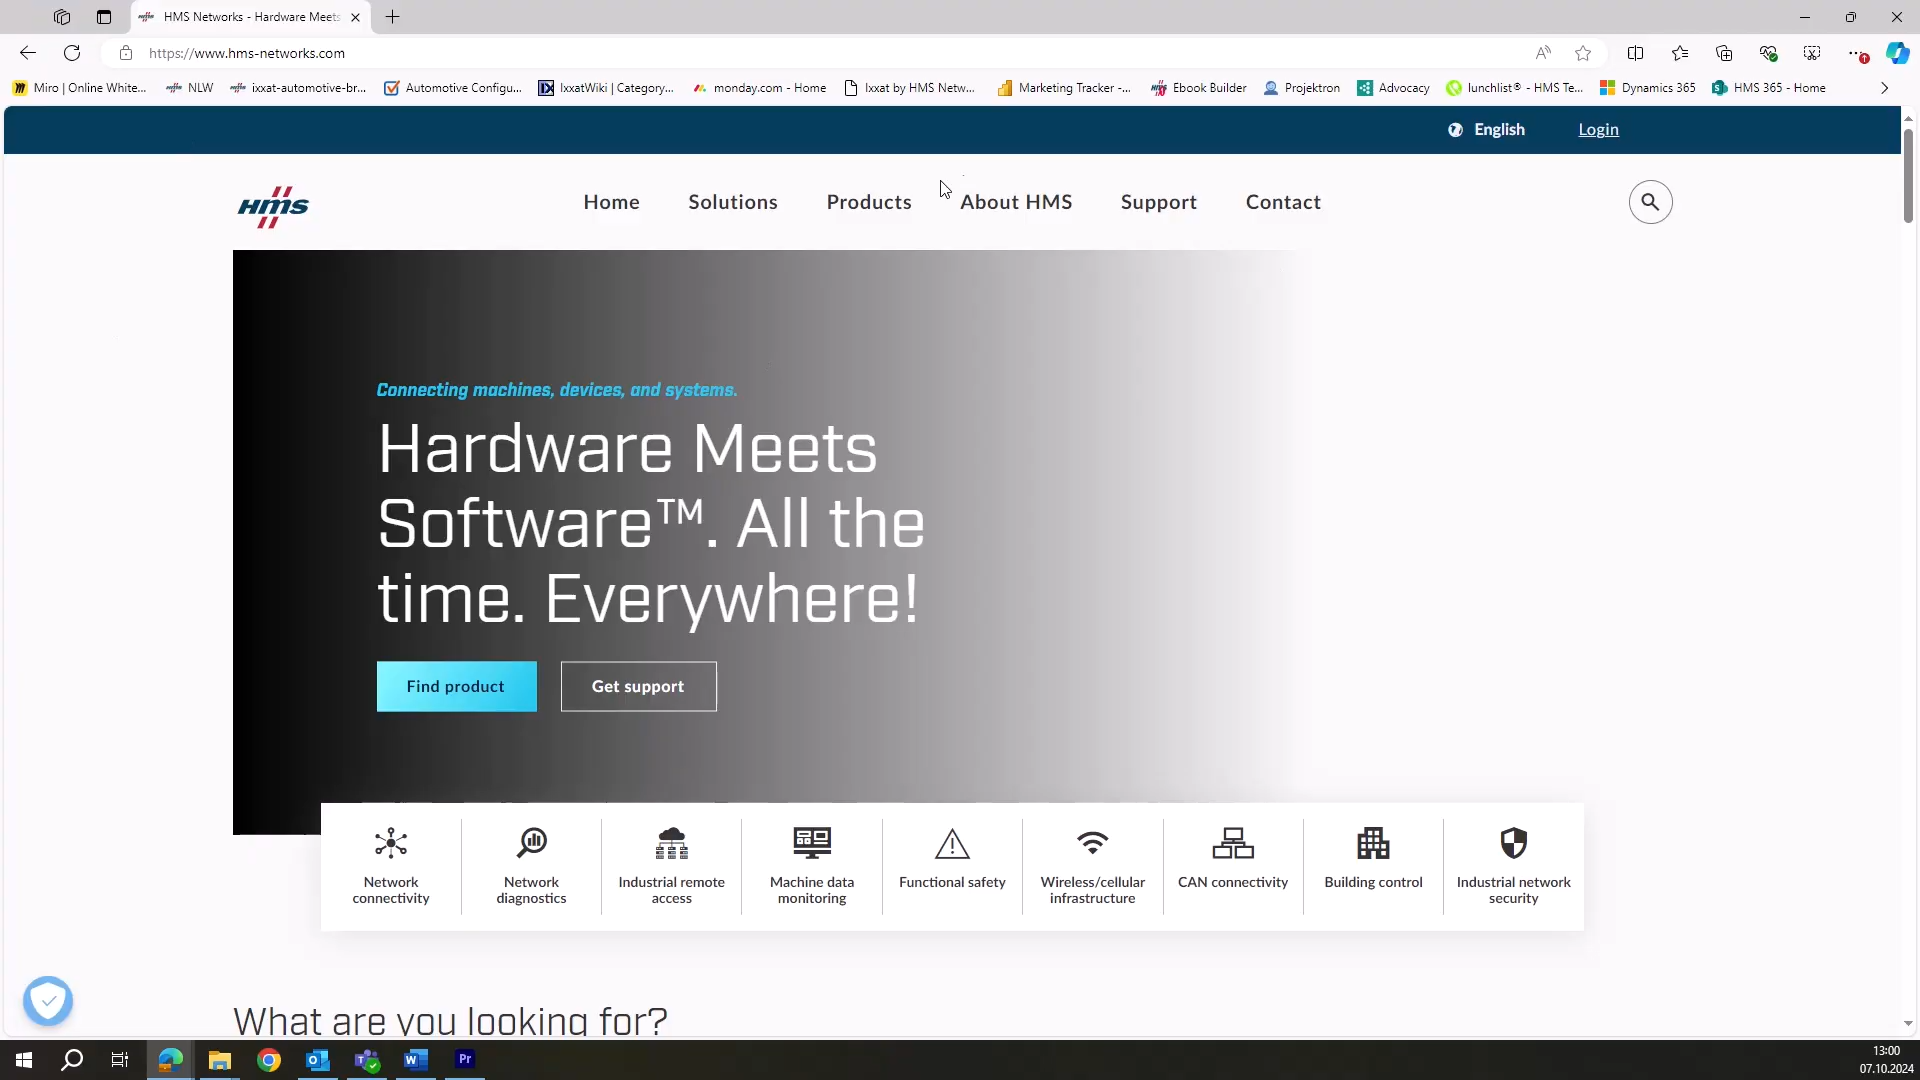 HMS Networks - Hardware Meets
https://www.hms-networks.com
Miro | Online White...
NLW
ixxat-automotive-br...
Automotive Configu...
IxxatWiki | Category...
monday.com - Home
Ixxat by HMS Netw...
Marketing Tracker -...
Ebook Builder
Projektron
Advocacy
lunchlist® - HMS Te...
Dynamics 365
HMS 365 - Home
English
Login
HMS
Home
Solutions
Products
About HMS
Support
Contact
Connecting machines, devices, and systems.
Hardware Meets
Software™. All the
time. Everywhere!
Find product
Get support
Network
connectivity
Network
diagnostics
Industrial remote
access
Machine data
monitoring
Functional safety
Wireless/cellular
infrastructure
CAN connectivity
Building control
Industrial network
security
What are you looking for?
Pr
13:00
07.10.2024